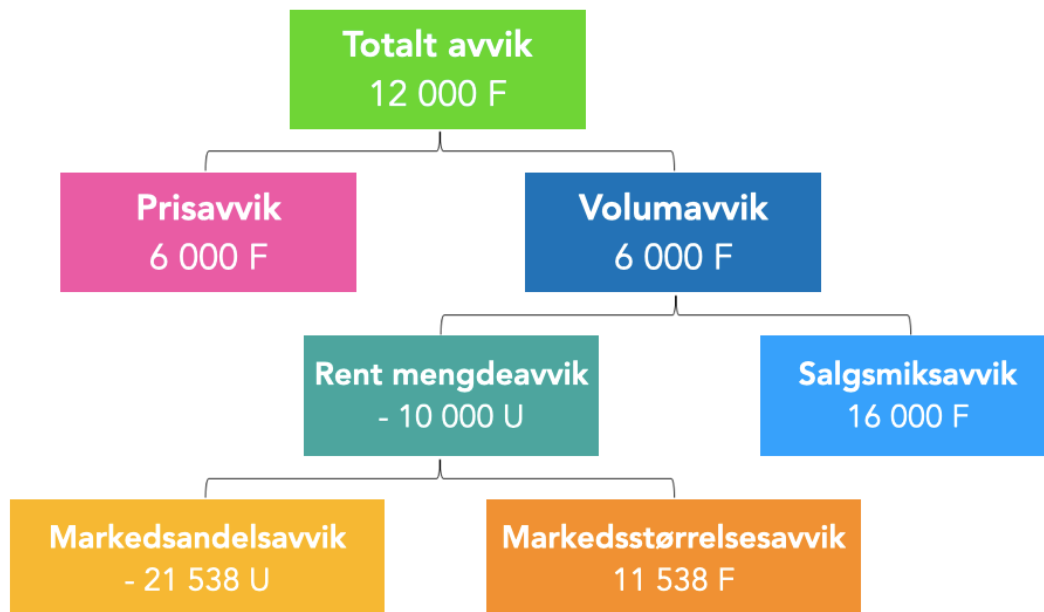 Totalt avvik
12 000 F
Prisavvik
6 000 F
Volumavvik
6 000 F
Rent mengdeavvik
- 10 000 U
Salgsmiksavvik
16 000 F
Markedsandelsavvik
- 21 538 U
Markedsstørrelsesavvik
11 538 F